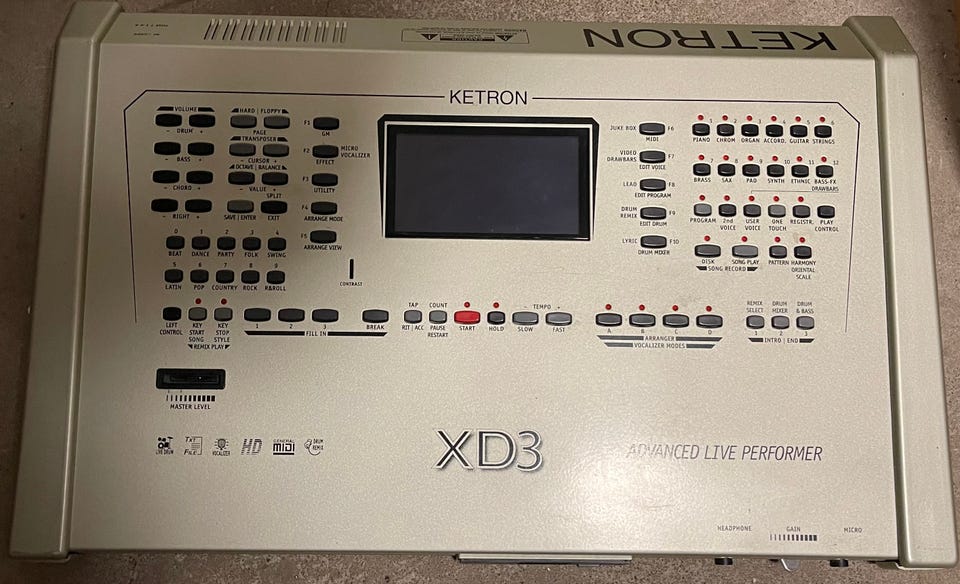 KETRON
KETRON
VOLUME
- DRUM +
- BASS +
- CHORD +
- RIGHT +
HARD | FLOPPY
PAGE
TRANSPOSER
- CURSOR +
OCTAVE | BALANCE
- VALUE +
SPLIT
SAVE | ENTER
EXIT
F1
GM
F2
MICRO VOCALIZER
EFFECT
F3
UTILITY
F4
ARRANGE MODE
F5
ARRANGE VIEW
CONTRAST
0 1 2 3 4
BEAT DANCE PARTY FOLK SWING
5 6 7 8 9
LATIN POP COUNTRY ROCK R&ROLL
JUKE BOX F6
MIDI
VIDEO DRAWBARS F7
EDIT VOICE
LEAD F8
EDIT PROGRAM
DRUM REMIX F9
EDIT DRUM
LYRIC F10
DRUM MIXER
1 2 3 4 5 6
PIANO CHROM ORGAN ACCORD. GUITAR STRINGS
7 8 9 10 11 12
BRASS SAX PAD SYNTH ETHNIC BASS-FX
DRAWBARS
PROGRAM 2nd VOICE USER VOICE ONE TOUCH REGISTR. PLAY CONTROL
DISK SONG PLAY PATTERN HARMONY
SONG RECORD
ORIENTAL SCALE
LEFT CONTROL
KEY START SONG
KEY STOP STYLE
REMIX PLAY
1 2 3
FILL IN
BREAK
TAP
RIT | ACC
COUNT
PAUSE RESTART
START
HOLD
- TEMPO +
SLOW FAST
A B C D
ARRANGER
VOCALIZER MODES
REMIX SELECT
DRUM MIXER
DRUM & BASS
1 2 3
INTRO | END
MASTER LEVEL
LIVE DRUM
TXT FILE
VOCALIZER
HD
GENERAL MIDI
DRUM REMIX
XD3
ADVANCED LIVE PERFORMER
HEADPHONE GAIN MICRO